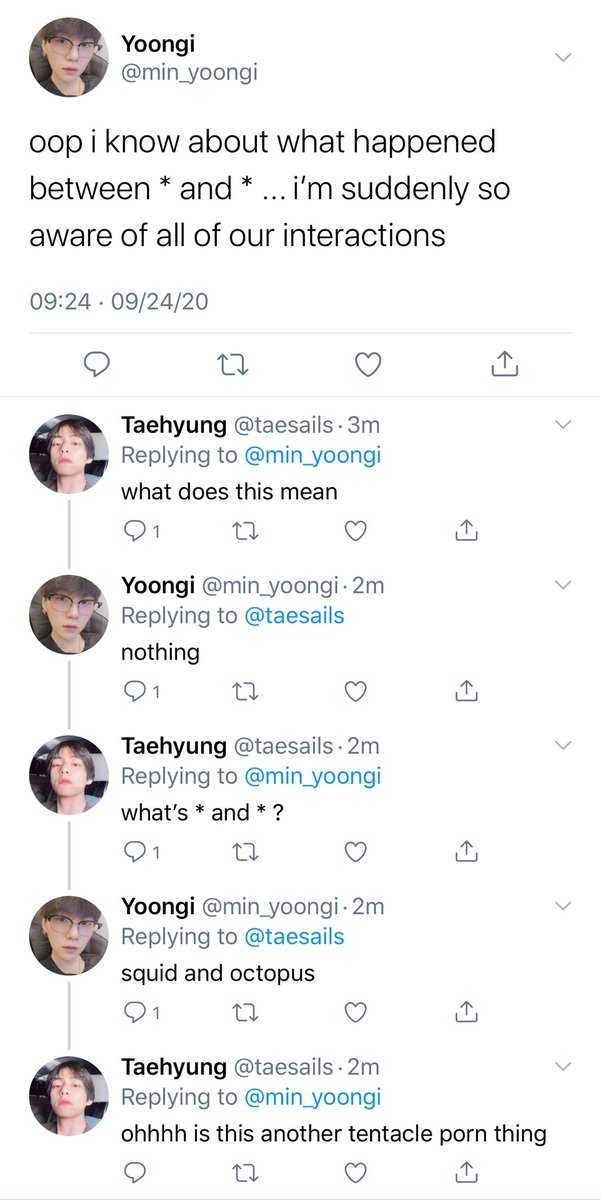 Yoongi
@min_yoongi
oop i know about what happened
between * and * ... i’m suddenly so
aware of all of our interactions
09:24 · 09/24/20
Taehyung @taesails · 3m
Replying to @min_yoongi
what does this mean
1
Yoongi @min_yoongi · 2m
Replying to @taesails
nothing
1
Taehyung @taesails · 2m
Replying to @min_yoongi
what’s * and * ?
1
Yoongi @min_yoongi · 2m
Replying to @taesails
squid and octopus
1
Taehyung @taesails · 2m
Replying to @min_yoongi
ohhhh is this another tentacle porn thing